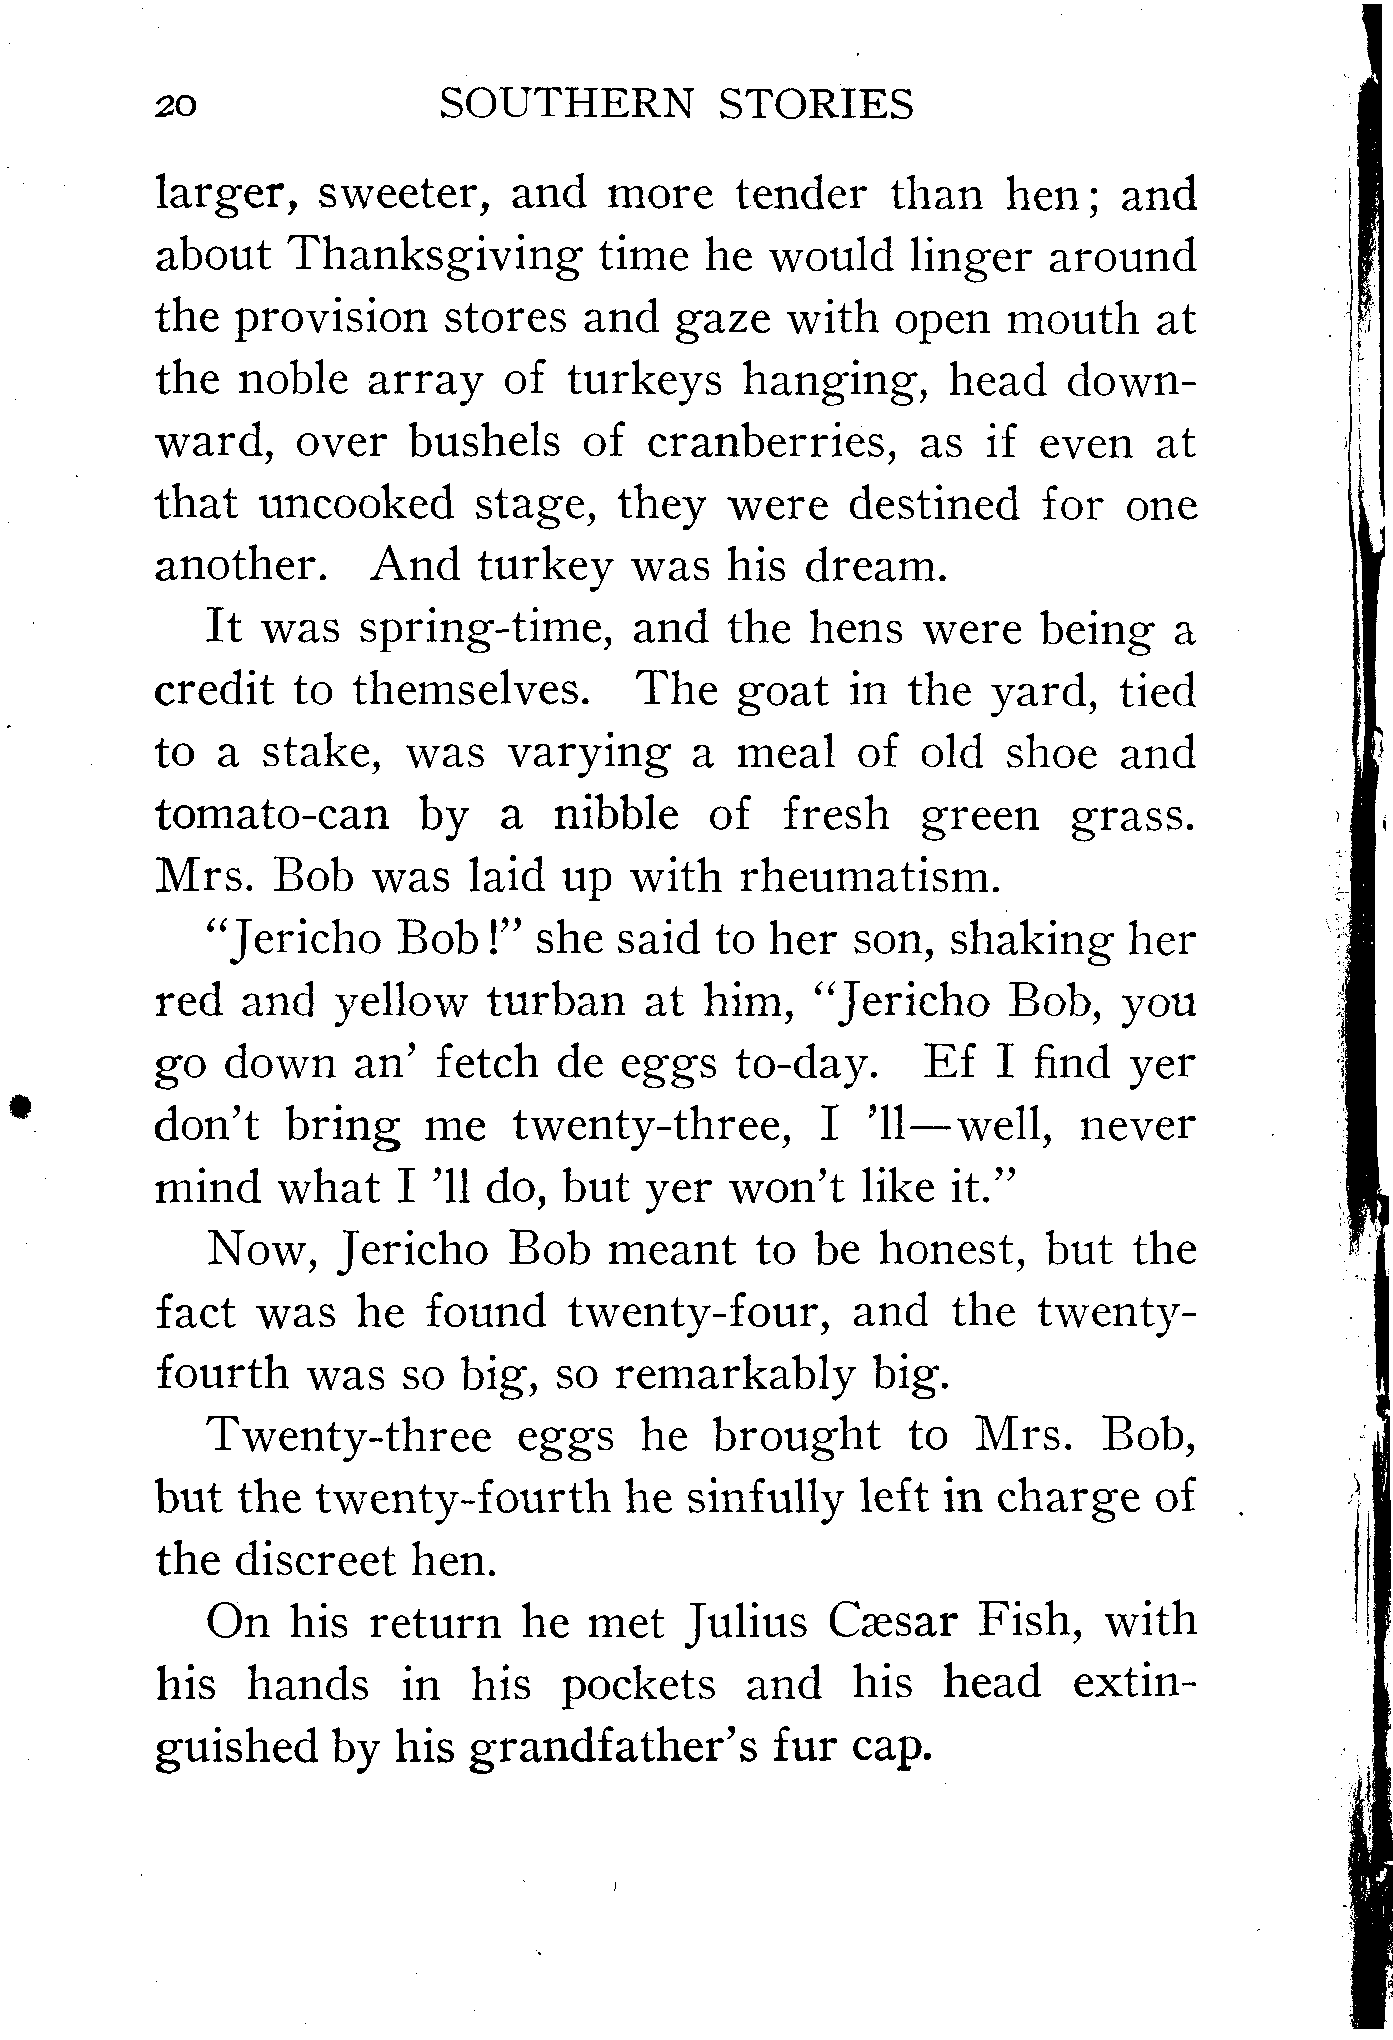 20 SOUTHERN STORIES
larger, sweeter, and more tender than hen; and
about Thanksgiving time he would linger around
the provision stores and gaze with open mouth at
the noble array of turkeys hanging, head down-
ward, over bushels of cranberries, as if even at
that uncooked stage, they were destined for one
another. And turkey was his dream.
It was spring-time, and the hens were being a
credit to themselves. The goat in the yard, tied
to a stake, was varying a meal of old shoe and
tomato-can by a nibble of fresh green grass.
Mrs. Bob was laid up with rheumatism.
“Jericho Bob!” she said to her son, shaking her
red and yellow turban at him, “Jericho Bob, you
go down an’ fetch de eggs to-day. Ef I find yer
don’t bring me twenty-three, I ’ll—well, never
mind what I ’ll do, but yer won’t like it.”
Now, Jericho Bob meant to be honest, but the
fact was he found twenty-four, and the twenty-
fourth was so big, so remarkably big.
Twenty-three eggs he brought to Mrs. Bob,
but the twenty-fourth he sinfully left in charge of
the discreet hen.
On his return he met Julius Cæsar Fish, with
his hands in his pockets and his head extin-
guished by his grandfather’s fur cap.